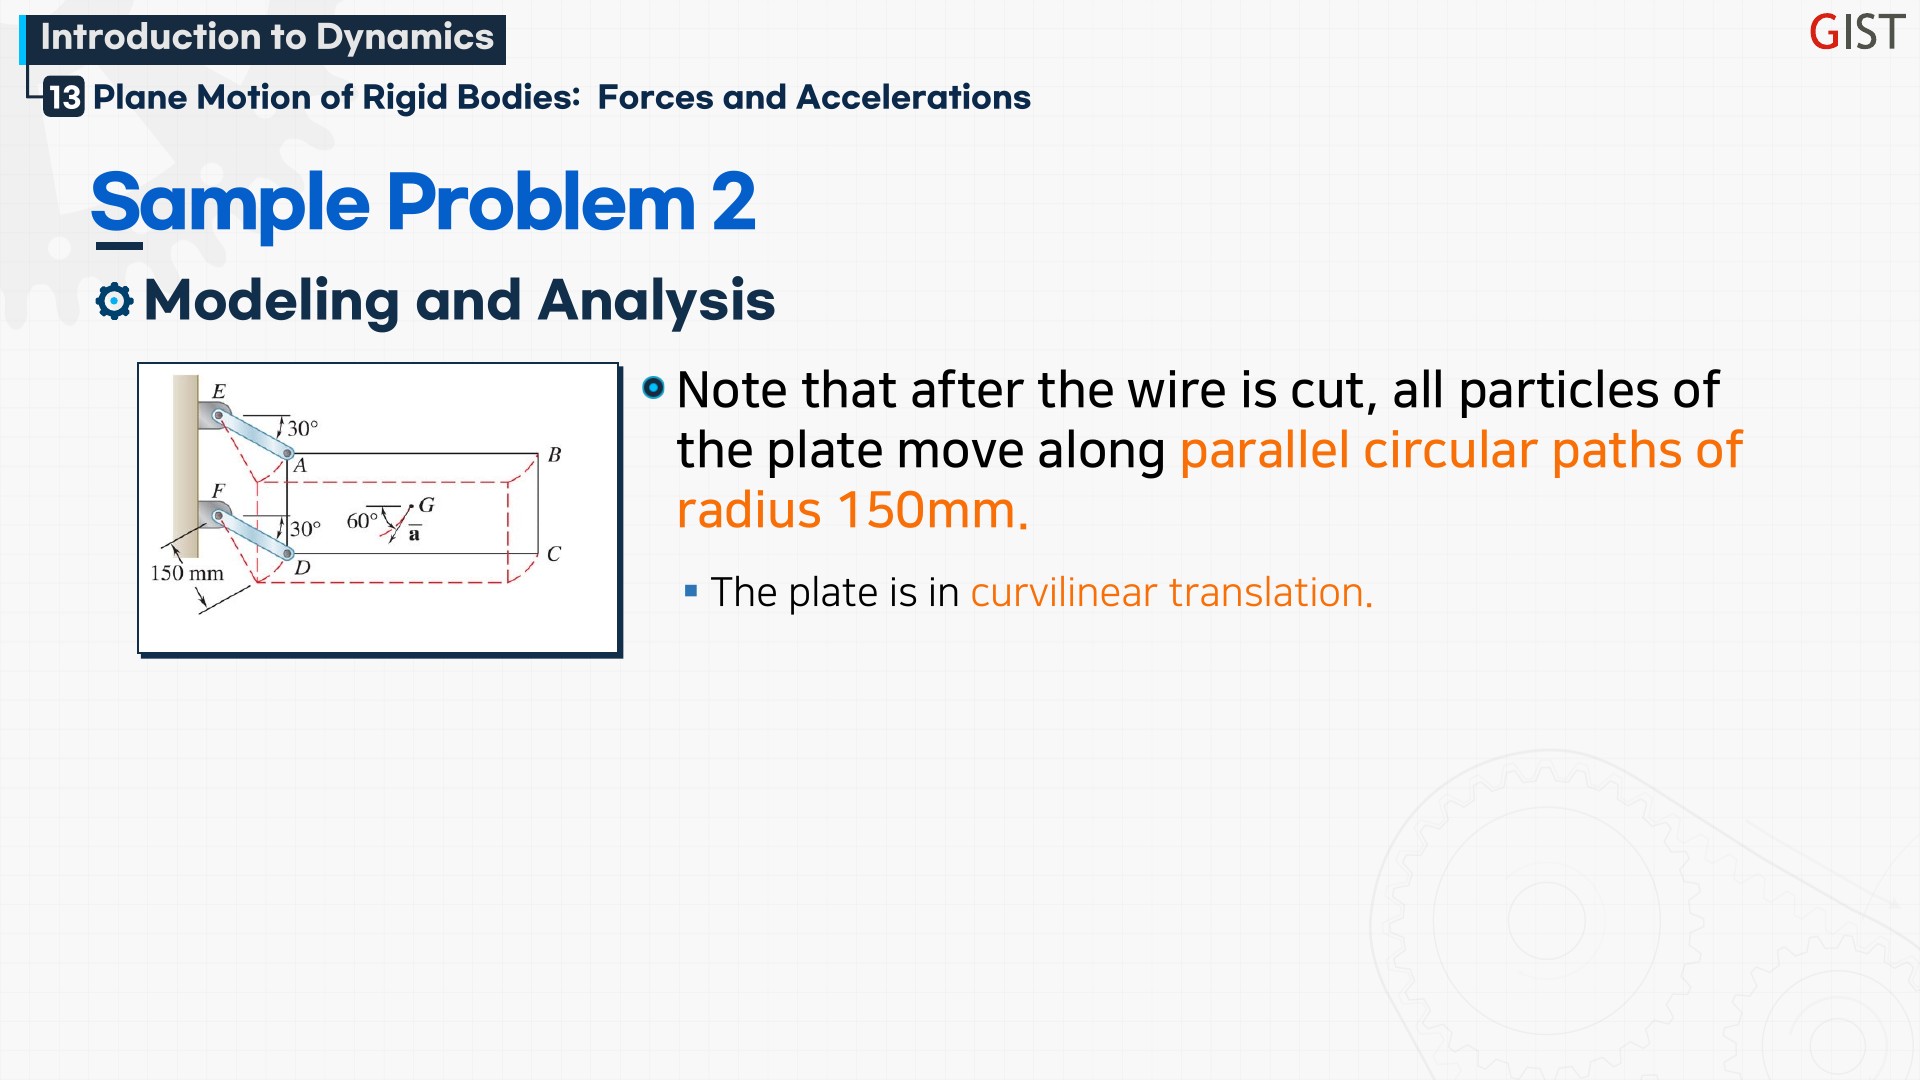 Introduction to Dynamics
GIST
13 Plane Motion of Rigid Bodies: Forces and Accelerations
Sample Problem 2
Modeling and Analysis
E
30°
A
B
F
G
60°
30°
a
D
C
150 mm
Note that after the wire is cut, all particles of
the plate move along parallel circular paths of
radius 150mm.
The plate is in curvilinear translation.